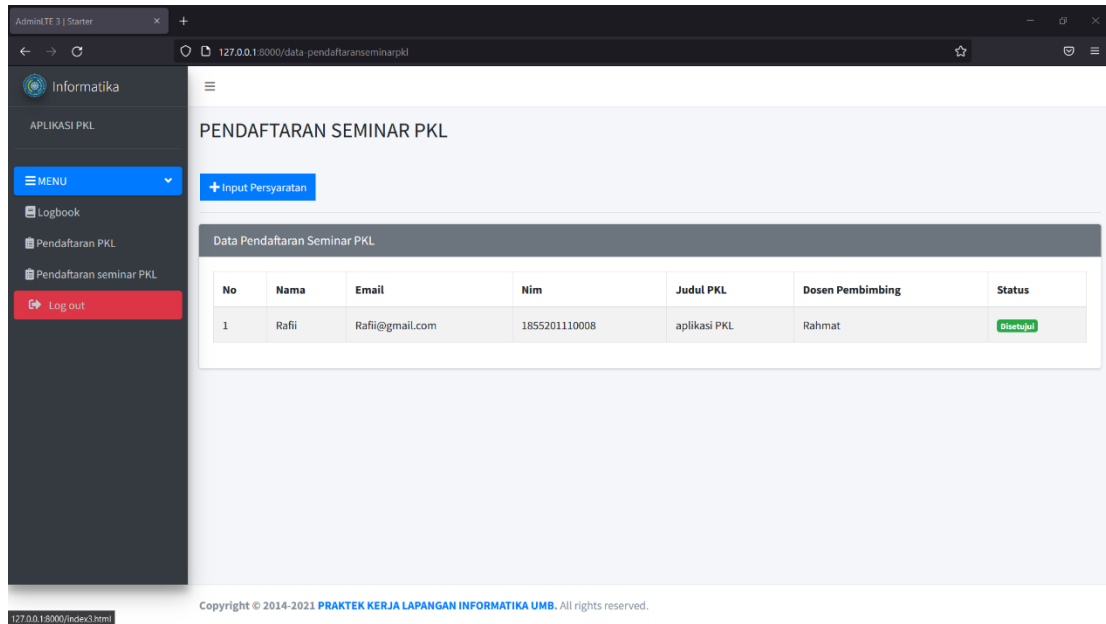 AdminLTE 3 | Starter
127.0.0.1:8000/data-pendaftaranseminarpkl
Informatika
APLIKASI PKL
MENU
Logbook
Pendaftaran PKL
Pendaftaran seminar PKL
Log out
PENDAFTARAN SEMINAR PKL
Input Persyaratan
Data Pendaftaran Seminar PKL
No Nama Email Nim Judul PKL Dosen Pembimbing Status
1 Rafii Rafii@gmail.com 1855201110008 aplikasi PKL Rahmat Disetujui
Copyright © 2014-2021 PRAKTEK KERJA LAPANGAN INFORMATIKA UMB. All rights reserved.
127.0.0.1:8000/index3.html